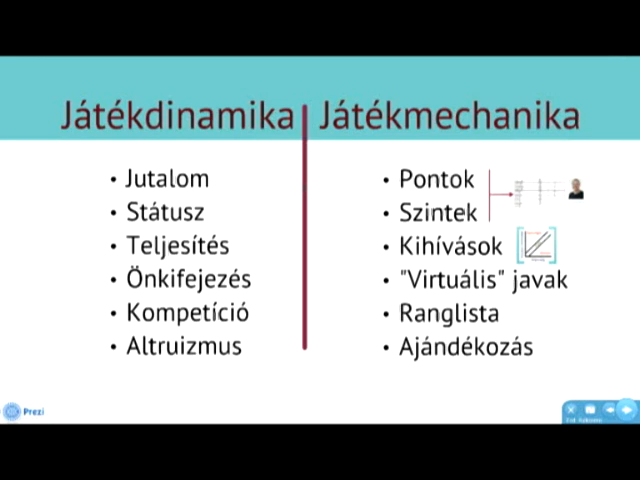 Játékdinamika
Játékmechanika
• Jutalom
• Státusz
• Teljesítés
• Önkifejezés
• Kompetíció
• Altruizmus
• Pontok
• Szintek
• Kihívások
• "Virtuális" javak
• Ranglista
• Ajándékozás
Prezi